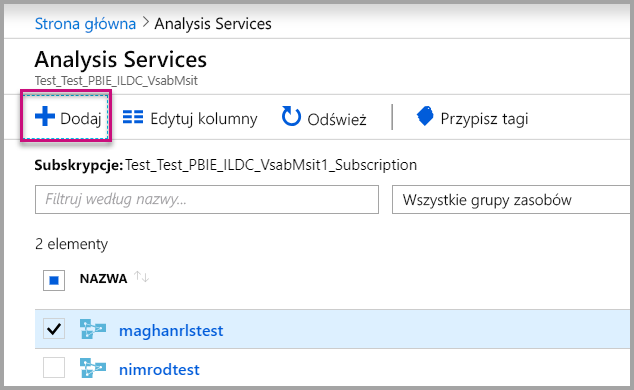 Strona główna > Analysis Services
Analysis Services
Test_Test_PBIE_ILDC_VsabMsit
Dodaj Edytuj kolumny Odśwież Przypisz tagi
Subskrypcje: Test_Test_PBIE_ILDC_VsabMsit1_Subscription
Filtruj według nazwy... Wszystkie grupy zasobów
2 elementy
NAZWA ↑↓
maghanrlstest
nimrodtest